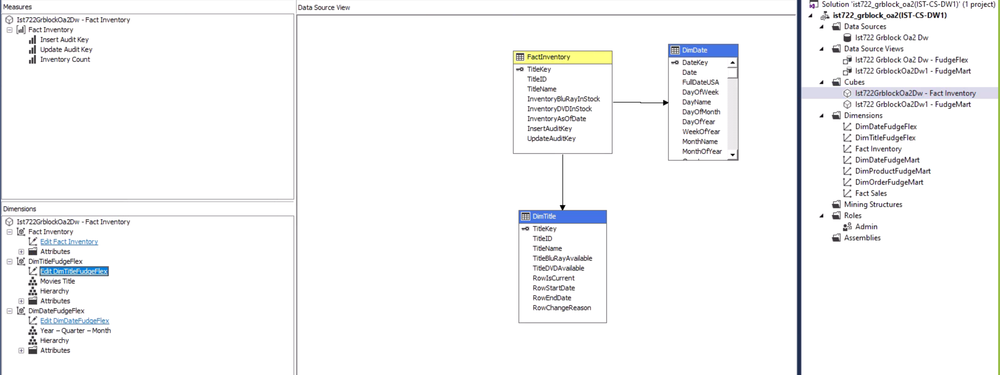 Measures
Ist722GrblockOa2Dw - Fact Inventory
Fact Inventory
Insert Audit Key
Update Audit Key
Inventory Count
Dimensions
Ist722GrblockOa2Dw - Fact Inventory
Fact Inventory
Edit Fact Inventory
Attributes
DimTitleFudgeFlex
Edit DimTitleFudgeFlex
Movies Title
Hierarchy
Attributes
DimDateFudgeFlex
Edit DimDateFudgeFlex
Year – Quarter – Month
Hierarchy
Attributes
Data Source View
FactInventory
TitleKey
TitleID
TitleName
InventoryBluRayInStock
InventoryDVDInStock
InventoryAsOfDate
InsertAuditKey
UpdateAuditKey
DimDate
DateKey
Date
FullDateUSA
DayOfWeek
DayName
DayOfMonth
DayOfYear
WeekOfYear
MonthName
MonthOfYear
DimTitle
TitleKey
TitleID
TitleName
TitleBluRayAvailable
TitleDVDAvailable
RowIsCurrent
RowStartDate
RowEndDate
RowChangeReason
Solution 'ist722_grblock_oa2(IST-CS-DW1)' (1 project)
ist722_grblock_oa2(IST-CS-DW1)
Data Sources
Ist722 Grblock Oa2 Dw
Data Source Views
Ist722 Grblock Oa2 Dw - FudgeFlex
Ist722 GrblockOa2Dw1 - FudgeMart
Cubes
Ist722GrblockOa2Dw - Fact Inventory
Ist722 GrblockOa2Dw1 - FudgeMart
Dimensions
DimDateFudgeFlex
DimTitleFudgeFlex
Fact Inventory
DimDateFudgeMart
DimProductFudgeMart
DimOrderFudgeMart
Fact Sales
Mining Structures
Roles
Admin
Assemblies